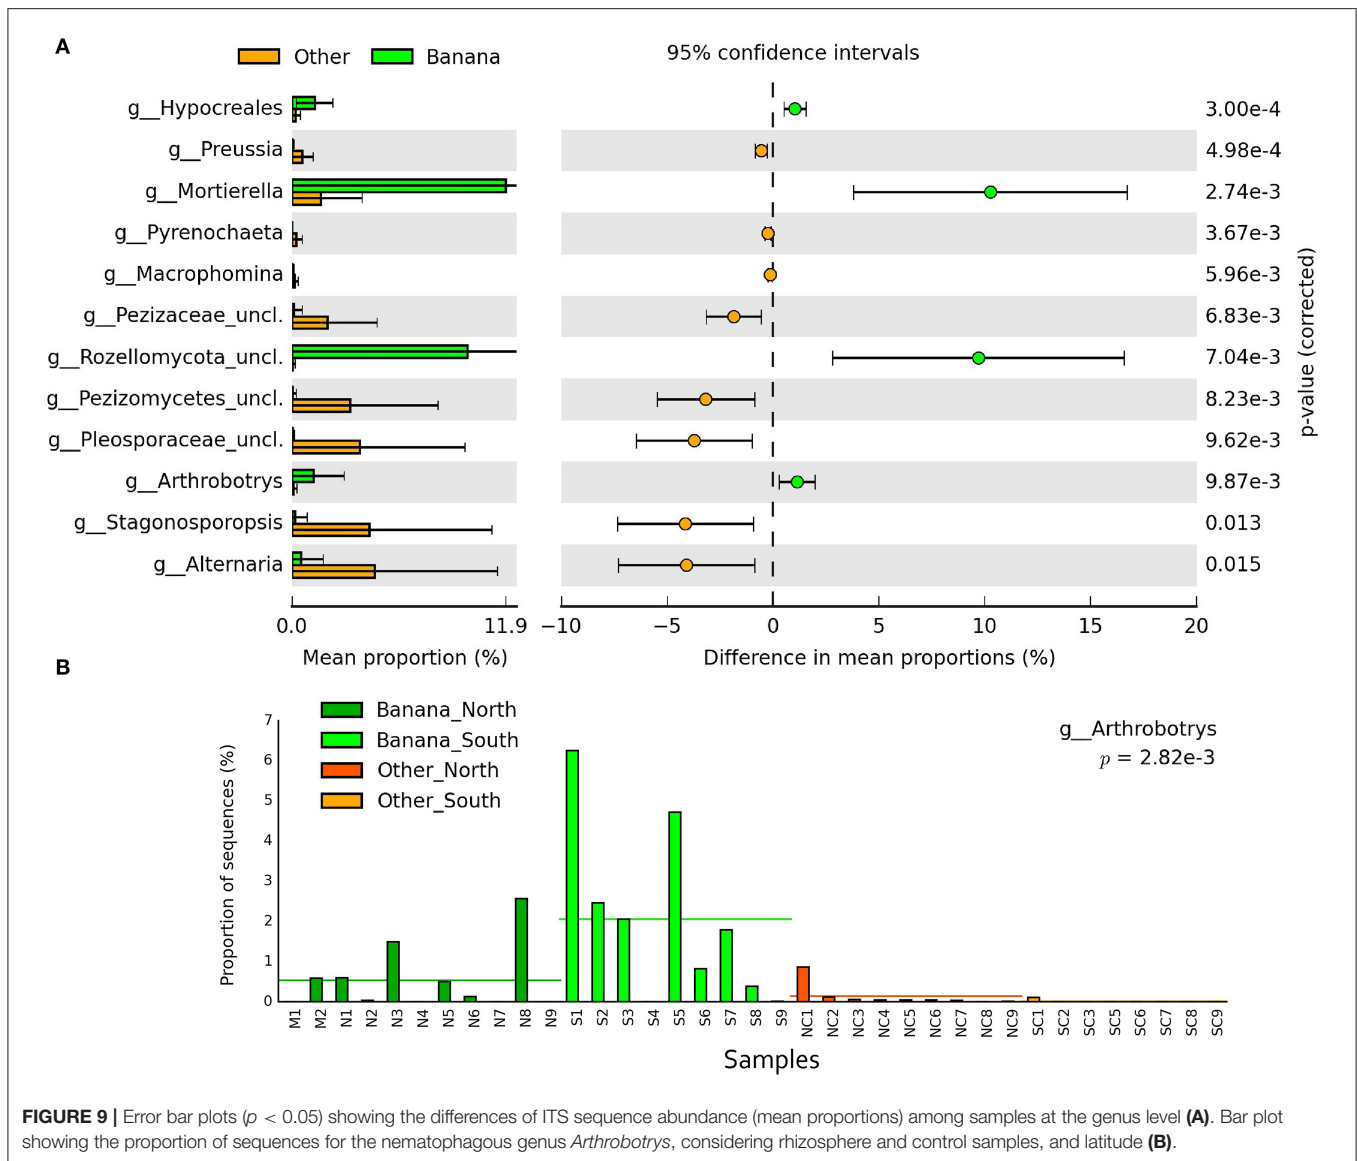 A
Other
Banana
95% confidence intervals
g__Hypocreales
3.00e-4
g__Preussia
4.98e-4
g__Mortierella
2.74e-3
g__Pyrenochaeta
3.67e-3
g__Macrophomina
5.96e-3
g__Pezizaceae_uncl.
6.83e-3
g__Rozellomycota_uncl.
7.04e-3
g__Pezizomycetes_uncl.
8.23e-3
g__Pleosporaceae_uncl.
9.62e-3
g__Arthrobotrys
9.87e-3
g__Stagonosporopsis
0.013
g__Alternaria
0.015
p-value (corrected)
0.0 11.9
−10 −5 0 5 10 15 20
Mean proportion (%)
Difference in mean proportions (%)
B
Banana_North
Banana_South
Other_North
Other_South
g__Arthrobotrys
p = 2.82e-3
Proportion of sequences (%)
7
6
5
4
3
2
1
0
M1 M2 N1 N2 N3 N4 N5 N6 N7 N8 N9 S1 S2 S3 S4 S5 S6 S7 S8 S9 NC1 NC2 NC3 NC4 NC5 NC6 NC7 NC8 NC9 SC1 SC2 SC3 SC5 SC6 SC7 SC8 SC9
Samples
FIGURE 9 | Error bar plots (p < 0.05) showing the differences of ITS sequence abundance (mean proportions) among samples at the genus level (A). Bar plot
showing the proportion of sequences for the nematophagous genus Arthrobotrys, considering rhizosphere and control samples, and latitude (B).